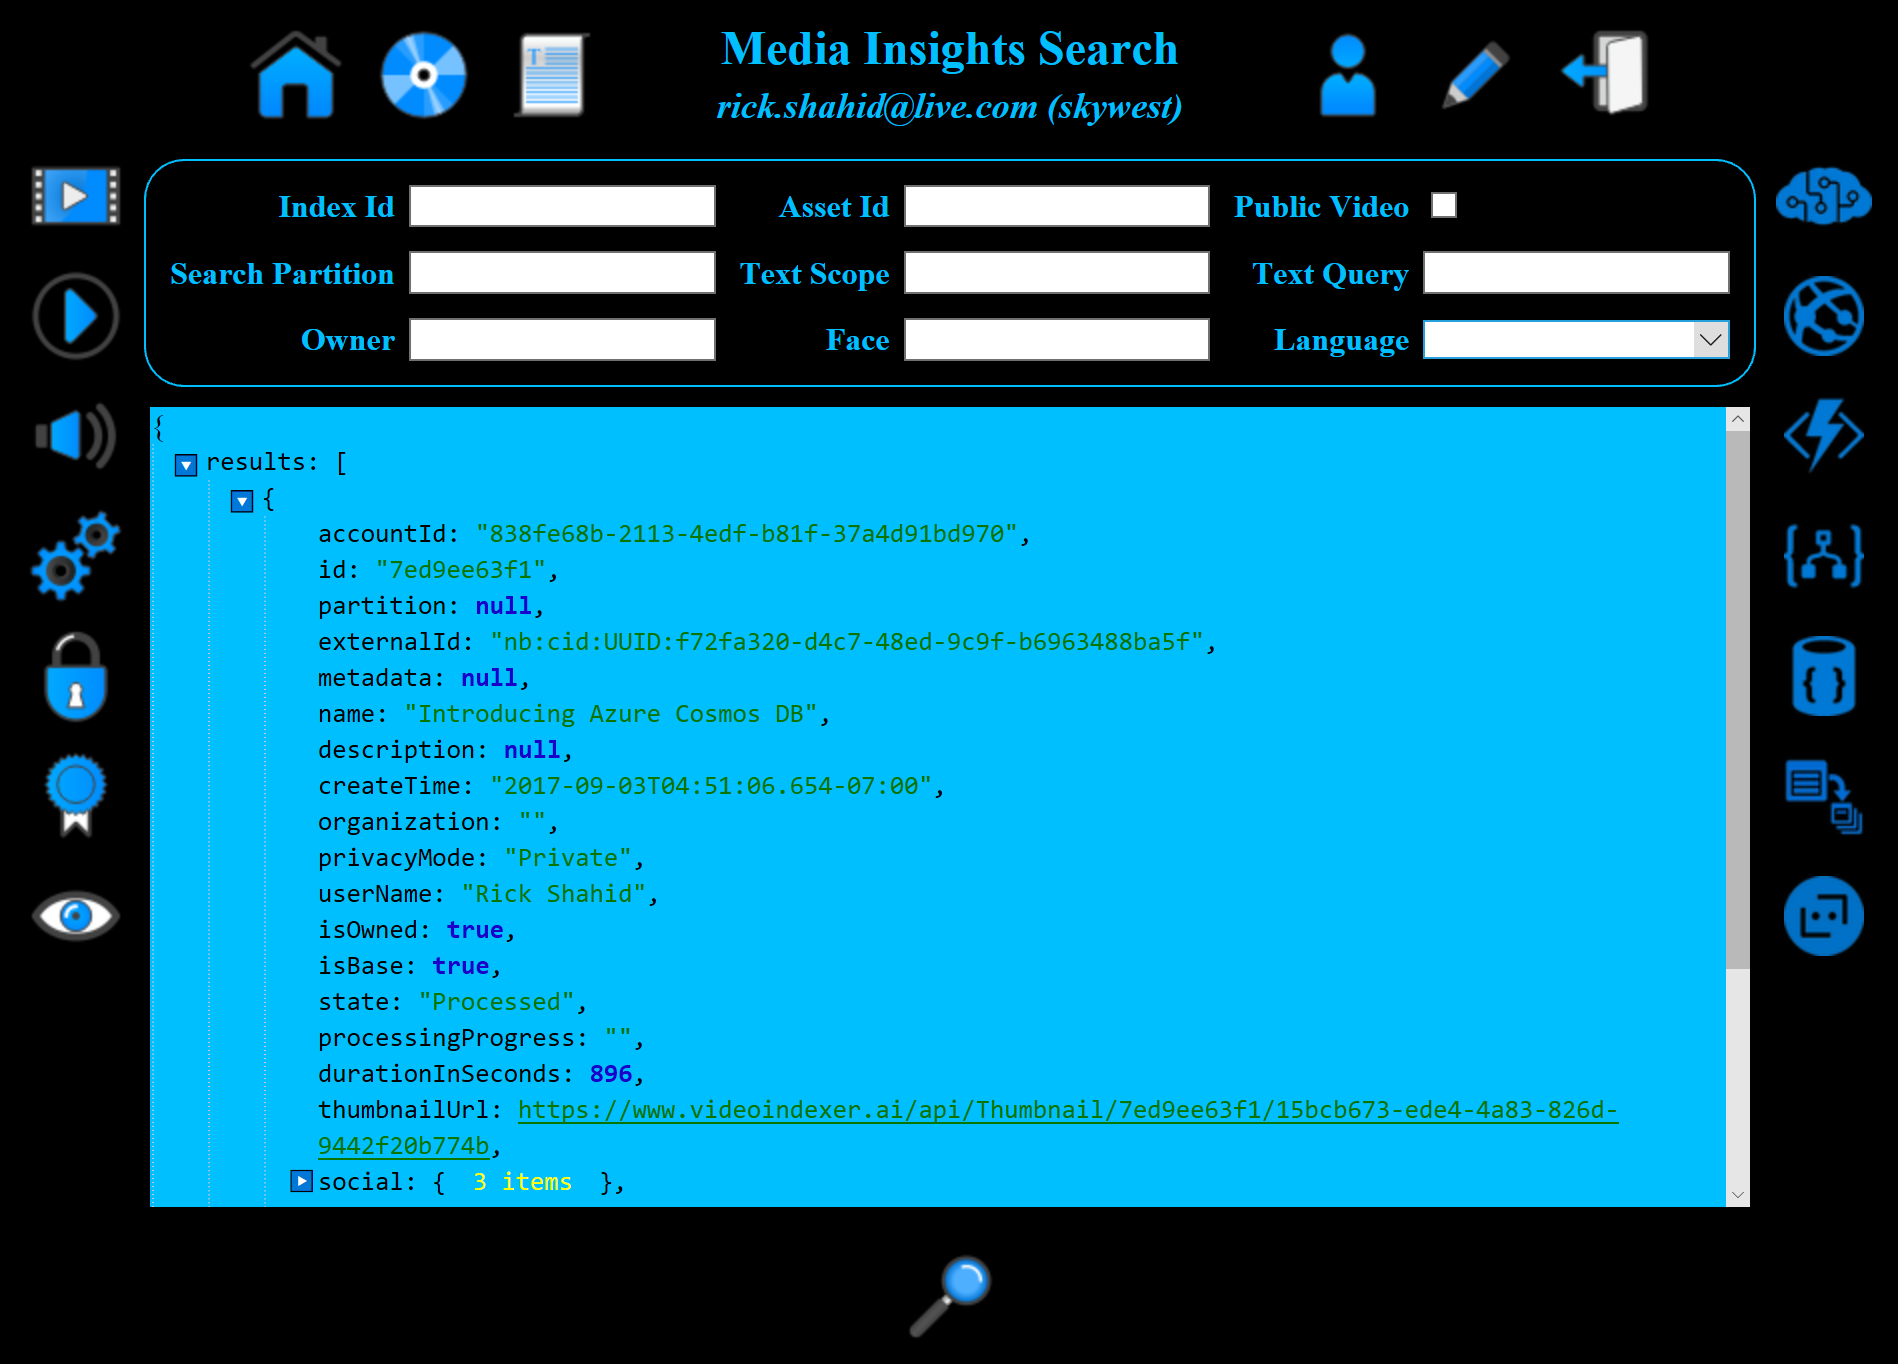 Media Insights Search
rick.shahid@live.com (skywest)
Index Id Asset Id Public Video
Search Partition Text Scope Text Query
Owner Face Language
{
results: [
{
accountId: "838fe68b-2113-4edf-b81f-37a4d91bd970",
id: "7ed9ee63f1",
partition: null,
externalId: "nb:cid:UUID:f72fa320-d4c7-48ed-9c9f-b6963488ba5f",
metadata: null,
name: "Introducing Azure Cosmos DB",
description: null,
createTime: "2017-09-03T04:51:06.654-07:00",
organization: "",
privacyMode: "Private",
userName: "Rick Shahid",
isOwned: true,
isBase: true,
state: "Processed",
processingProgress: "",
durationInSeconds: 896,
thumbnailUrl: https://www.videoindexer.ai/api/Thumbnail/7ed9ee63f1/15bcb673-ede4-4a83-826d-
9442f20b774b,
social: { 3 items },